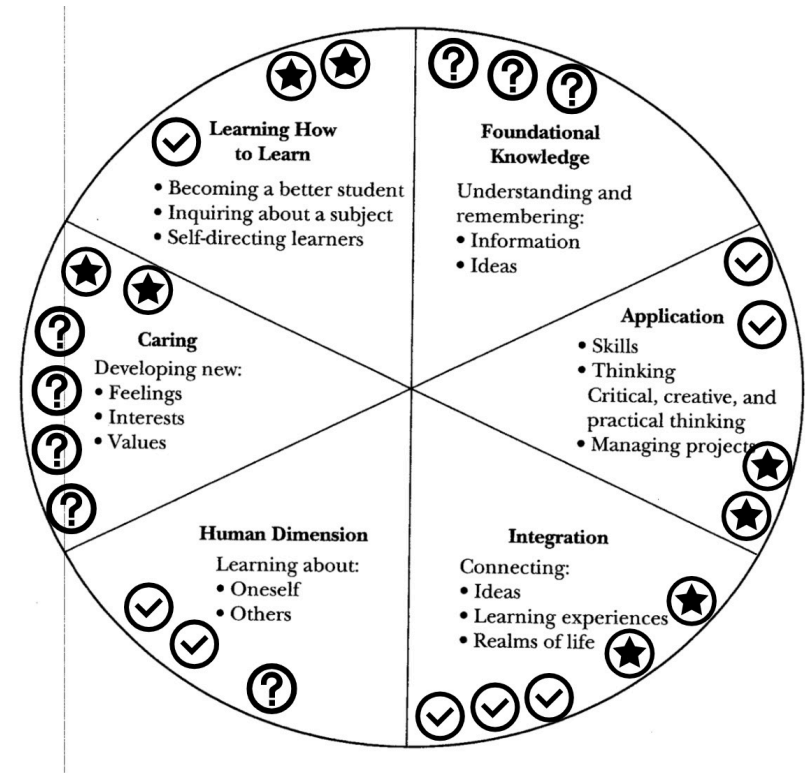 Learning How
to Learn
• Becoming a better student
• Inquiring about a subject
• Self-directing learners
Foundational
Knowledge
Understanding and
remembering:
• Information
• Ideas
Application
• Skills
• Thinking
Critical, creative, and
practical thinking
• Managing projects
Integration
Connecting:
• Ideas
• Learning experiences
• Realms of life
Human Dimension
Learning about:
• Oneself
• Others
Caring
Developing new:
• Feelings
• Interests
• Values